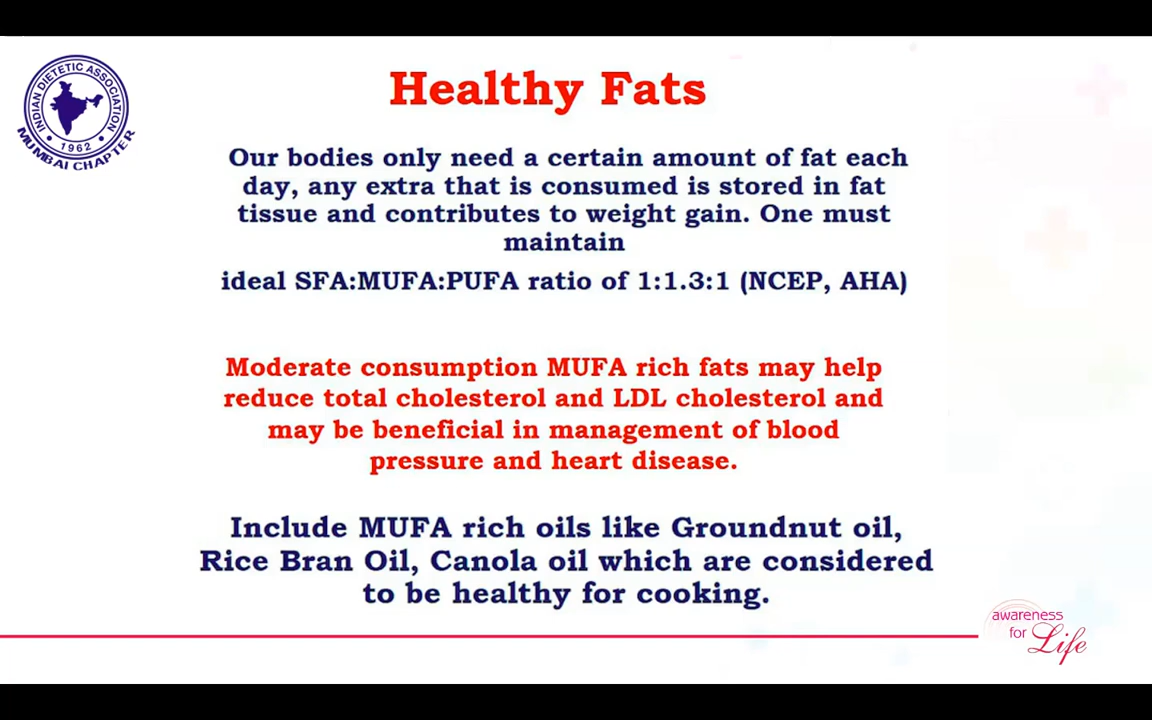 INDIAN DIETETIC ASSOCIATION
• 1962 •
MUMBAI CHAPTER
Healthy Fats
Our bodies only need a certain amount of fat each
day, any extra that is consumed is stored in fat
tissue and contributes to weight gain. One must
maintain
ideal SFA:MUFA:PUFA ratio of 1:1.3:1 (NCEP, AHA)
Moderate consumption MUFA rich fats may help
reduce total cholesterol and LDL cholesterol and
may be beneficial in management of blood
pressure and heart disease.
Include MUFA rich oils like Groundnut oil,
Rice Bran Oil, Canola oil which are considered
to be healthy for cooking.
awareness
for
Life